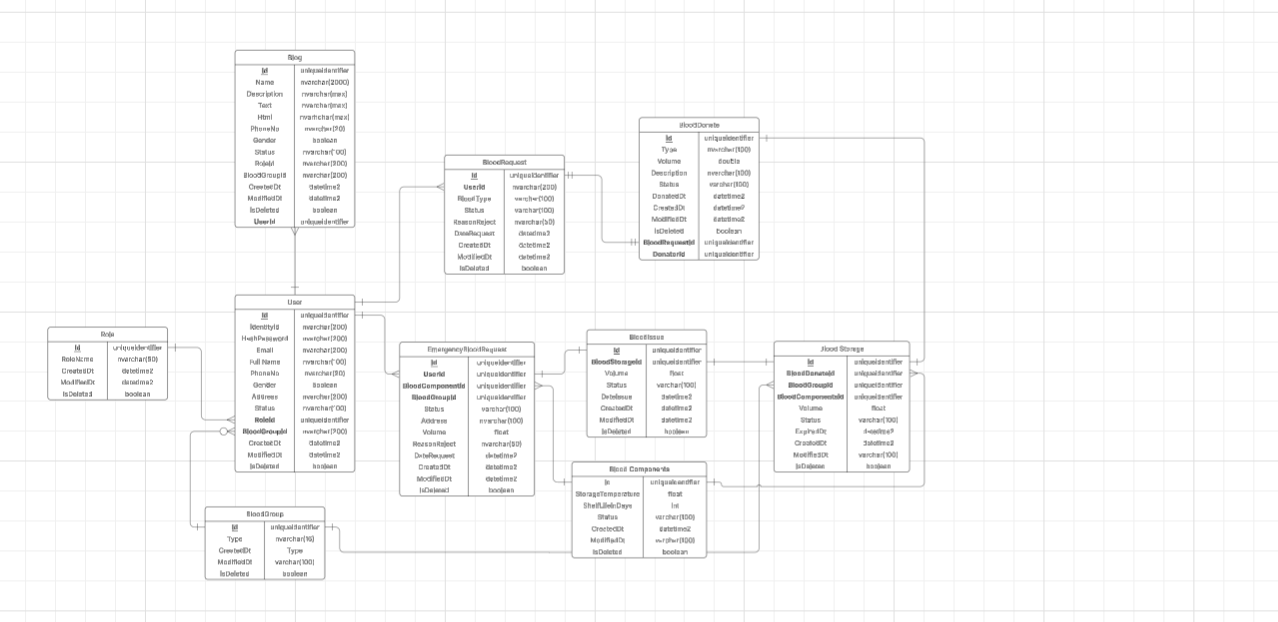 Blog
Id uniqueidentifier
Name nvarchar(2000)
Description nvarchar(max)
Text nvarchar(max)
Html nvarhchar(max)
PhoneNo nvarchar(20)
Gender boolean
Status nvarchar(100)
RoleId nvarchar(200)
BloodGroupId nvarchar(200)
CreatedDt datetime2
ModifiedDt datetime2
IsDeleted boolean
UserId uniqueidentifier
BloodRequest
Id uniqueidentifier
UserId nvarchar(200)
BloodType varchar(100)
Status varchar(100)
ReasonReject nvarchar(50)
DateRequest datetime2
CreatedDt datetime2
ModifiedDt datetime2
IsDeleted boolean
BloodDonate
Id uniqueidentifier
Type nvarchar(100)
Volume double
Description nvarchar(100)
Status varchar(100)
DonatedDt datetime2
CreatedDt datetime2
ModifiedDt datetime2
IsDeleted boolean
BloodRequestId uniqueidentifier
DonatorId uniqueidentifier
User
Id uniqueidentifier
IdentityId nvarchar(200)
HashPassword nvarchar(200)
Email nvarchar(200)
Full Name nvarchar(100)
PhoneNo nvarchar(20)
Gender boolean
Address nvarchar(200)
Status nvarchar(100)
RoleId uniqueidentifier
BloodGroupId nvarchar(200)
CreatedDt datetime2
ModifiedDt datetime2
IsDeleted boolean
Role
Id uniqueidentifier
RoleName nvarchar(50)
CreatedDt datetime2
ModifiedDt datetime2
IsDeleted boolean
EmergencyBloodRequest
Id uniqueidentifier
UserId uniqueidentifier
BloodComponentId uniqueidentifier
BloodGroupId uniqueidentifier
Status varchar(100)
Address nvarchar(100)
Volume float
ReasonReject nvarchar(50)
DateRequest datetime2
CreatedDt datetime2
ModifiedDt datetime2
IsDeleted boolean
BloodIssue
Id uniqueidentifier
BloodStorageId uniqueidentifier
Volume float
Status varchar(100)
DateIssue datetime2
CreatedDt datetime2
ModifiedDt datetime2
IsDeleted boolean
Blood Storage
Id uniqueidentifier
BloodDonateId uniqueidentifier
BloodGroupId uniqueidentifier
BloodComponentId uniqueidentifier
Volume float
Status varchar(100)
ExpiredDt datetime2
CreatedDt datetime2
ModifiedDt varchar(100)
IsDeleted boolean
Blood Components
Id uniqueidentifier
StorageTemperature float
ShelfLifeInDays Int
Status varchar(100)
CreatedDt datetime2
ModifiedDt varchar(100)
IsDeleted boolean
BloodGroup
Id uniqueidentifier
Type nvarchar(10)
CreatedDt Type
ModifiedDt varchar(100)
IsDeleted boolean